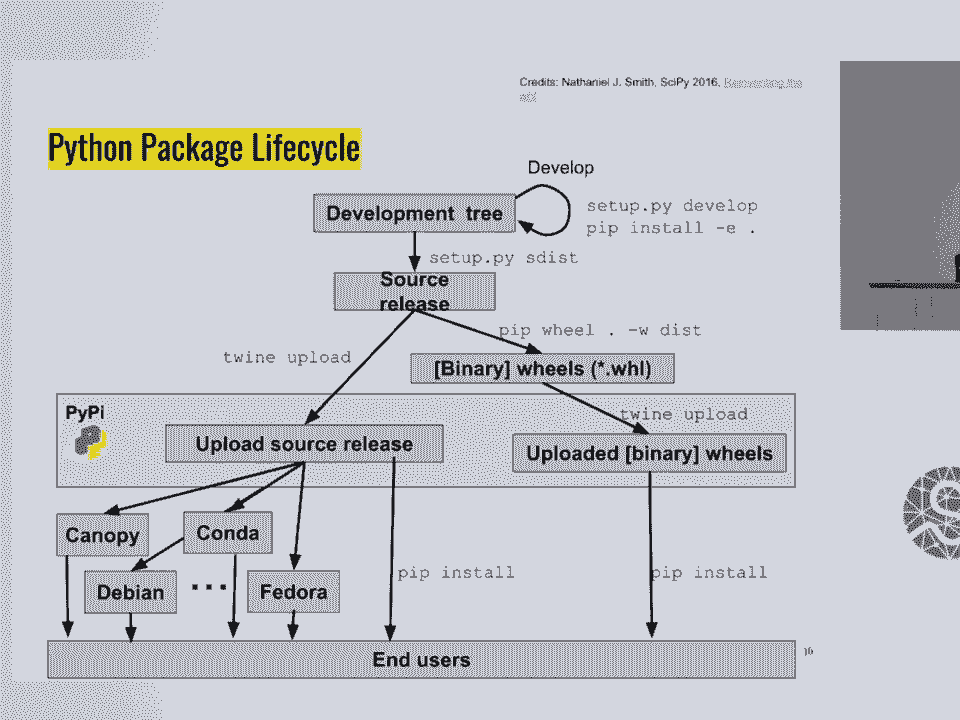 Credits: Nathaniel J. Smith, SciPy 2016.
Python Package Lifecycle
Develop
Development tree
setup.py develop
pip install -e .
setup.py sdist
Source
release
pip wheel . -w dist
twine upload
[Binary] wheels (*.whl)
PyPi
twine upload
Upload source release
Uploaded [binary] wheels
Canopy
Conda
Debian
...
Fedora
pip install
pip install
End users
16